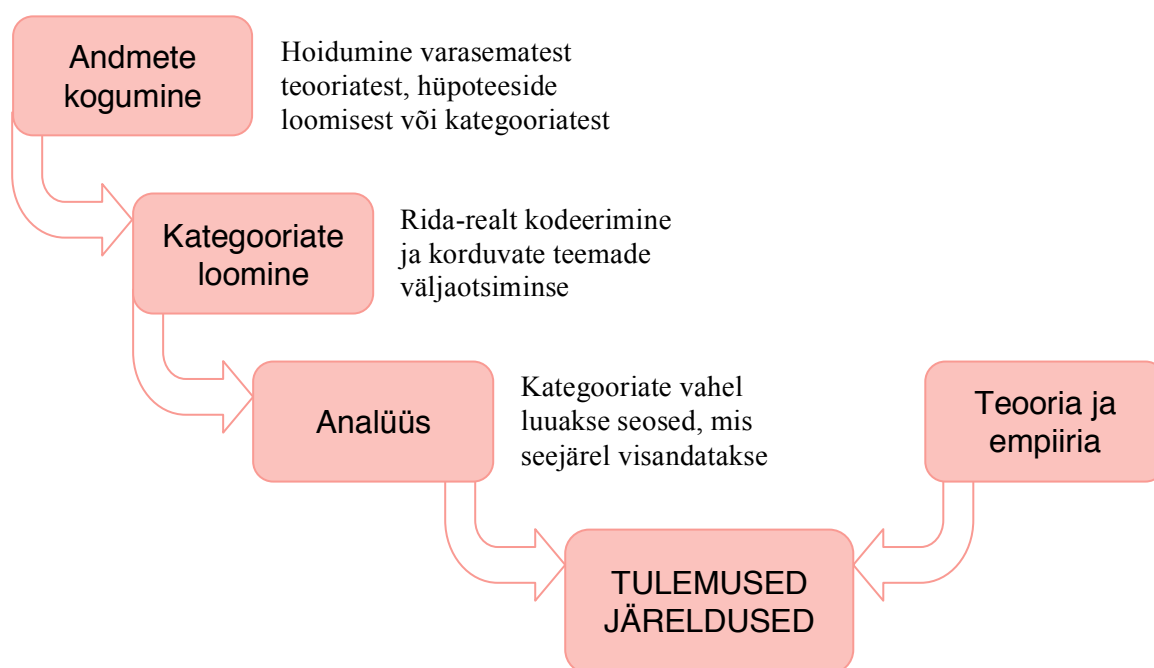 Andmete
kogumine
Hoidumine varasematest
teooriatest, hüpoteeside
loomisest või kategooriatest
Kategooriate
loomine
Rida-realt kodeerimine
ja korduvate teemade
väljaotsiminse
Analüüs
Kategooriate vahel
luuakse seosed, mis
seejärel visandatakse
Teooria ja
empiiria
TULEMUSED
JÄRELDUSED